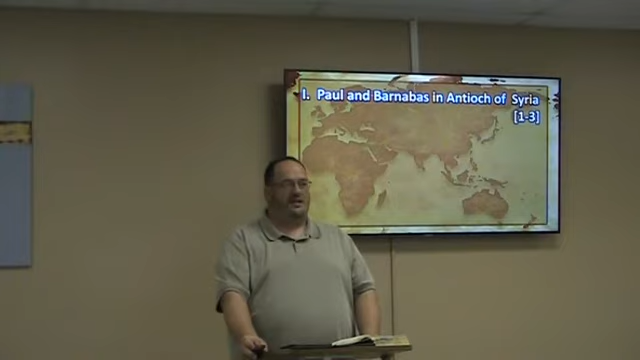 I. Paul and Barnabas in Antioch of Syria
[1-3]